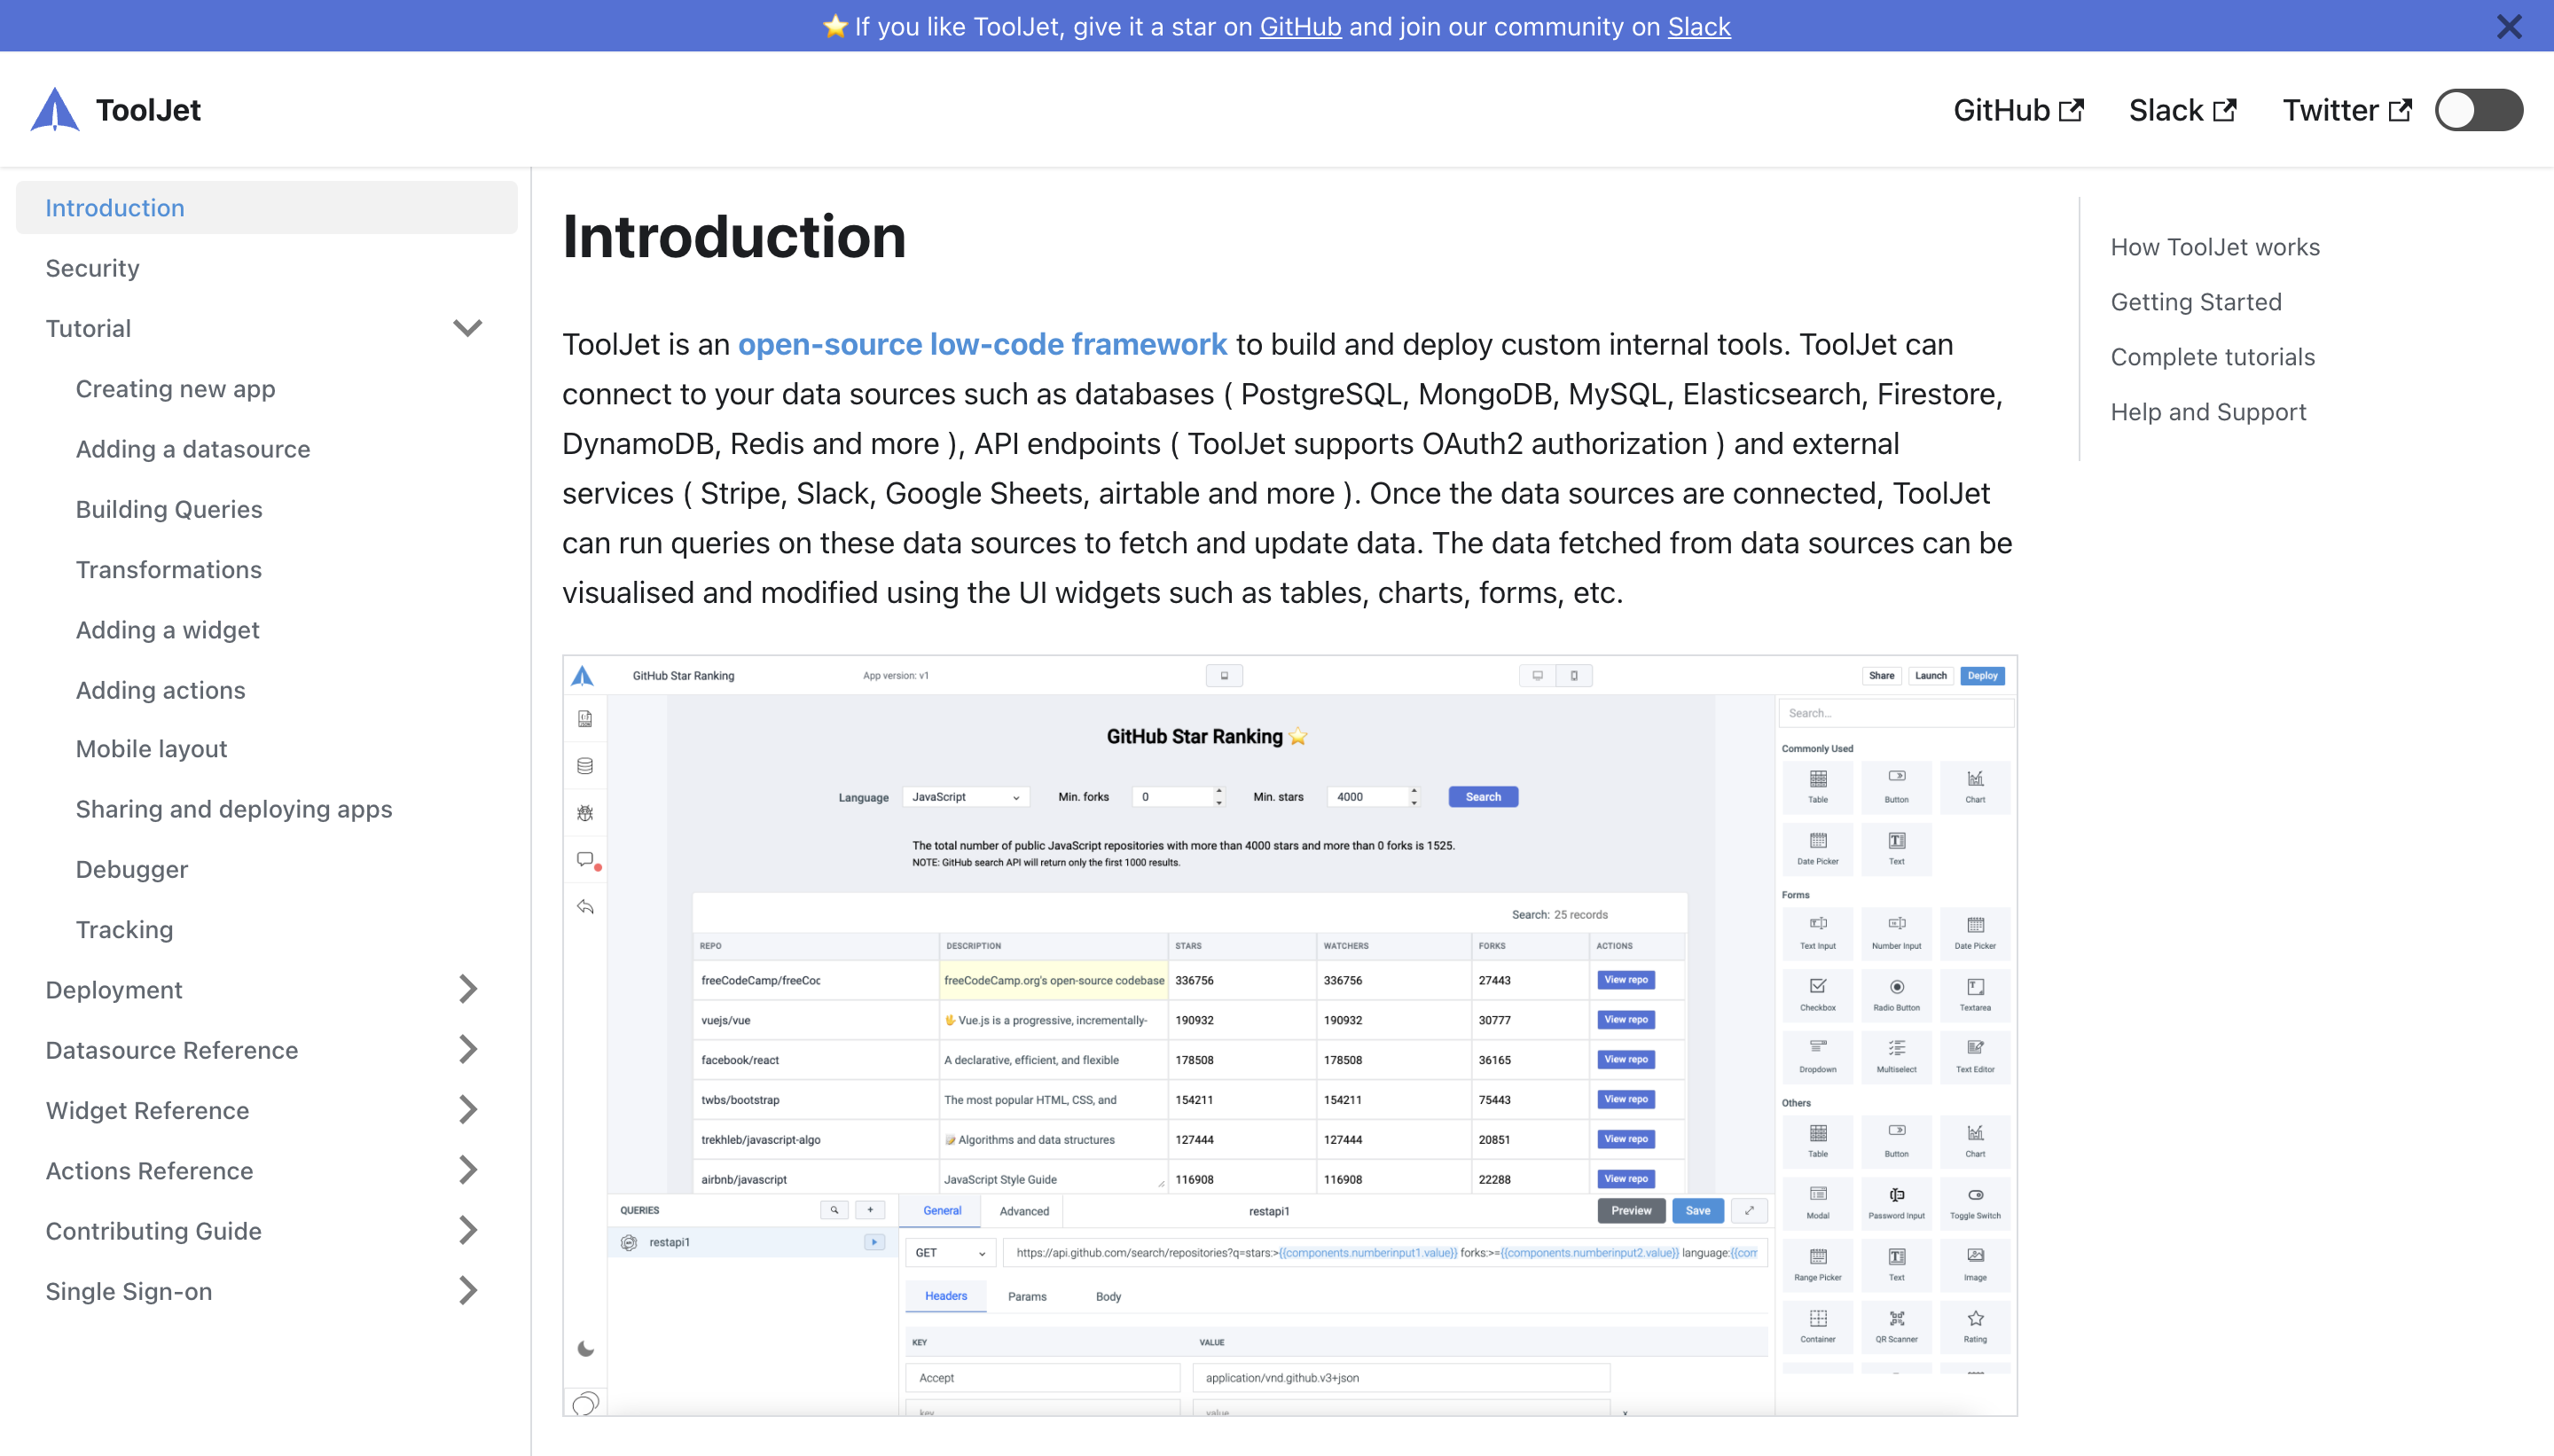 ⭐ If you like ToolJet, give it a star on GitHub and join our community on Slack
ToolJet
GitHub
Slack
Twitter
Introduction
Security
Tutorial
Creating new app
Adding a datasource
Building Queries
Transformations
Adding a widget
Adding actions
Mobile layout
Sharing and deploying apps
Debugger
Tracking
Deployment
Datasource Reference
Widget Reference
Actions Reference
Contributing Guide
Single Sign-on
Introduction
ToolJet is an open-source low-code framework to build and deploy custom internal tools. ToolJet can
connect to your data sources such as databases ( PostgreSQL, MongoDB, MySQL, Elasticsearch, Firestore,
DynamoDB, Redis and more ), API endpoints ( ToolJet supports OAuth2 authorization ) and external
services ( Stripe, Slack, Google Sheets, airtable and more ). Once the data sources are connected, ToolJet
can run queries on these data sources to fetch and update data. The data fetched from data sources can be
visualised and modified using the UI widgets such as tables, charts, forms, etc.
How ToolJet works
Getting Started
Complete tutorials
Help and Support
GitHub Star Ranking App version: v1 Share Launch Deploy
GitHub Star Ranking ⭐
Language JavaScript Min. forks 0 Min. stars 4000 Search
The total number of public JavaScript repositories with more than 4000 stars and more than 0 forks is 1525.
NOTE: GitHub search API will return only the first 1000 results.
Search: 25 records
REPO DESCRIPTION STARS WATCHERS FORKS ACTIONS
freeCodeCamp/freeCoc freeCodeCamp.org's open-source codebase 336756 336756 27443 View repo
vuejs/vue 🖖 Vue.js is a progressive, incrementally- 190932 190932 30777 View repo
facebook/react A declarative, efficient, and flexible 178508 178508 36165 View repo
twbs/bootstrap The most popular HTML, CSS, and 154211 154211 75443 View repo
trekhleb/javascript-algo 📝 Algorithms and data structures 127444 127444 20851 View repo
airbnb/javascript JavaScript Style Guide 116908 116908 22288 View repo
QUERIES + General Advanced restapi1 Preview Save
restapi1
GET https://api.github.com/search/repositories?q=stars:>{{components.numberinput1.value}} forks:>={{components.numberinput2.value}} language:{{com
Headers Params Body
KEY VALUE
Accept application/vnd.github.v3+json
key value x
Search...
Commonly Used
Table Button Chart
Date Picker Text
Forms
Text Input Number Input Date Picker
Checkbox Radio Button Textarea
Dropdown Multiselect Text Editor
Others
Table Button Chart
Modal Password Input Toggle Switch
Range Picker Text Image
Container QR Scanner Rating